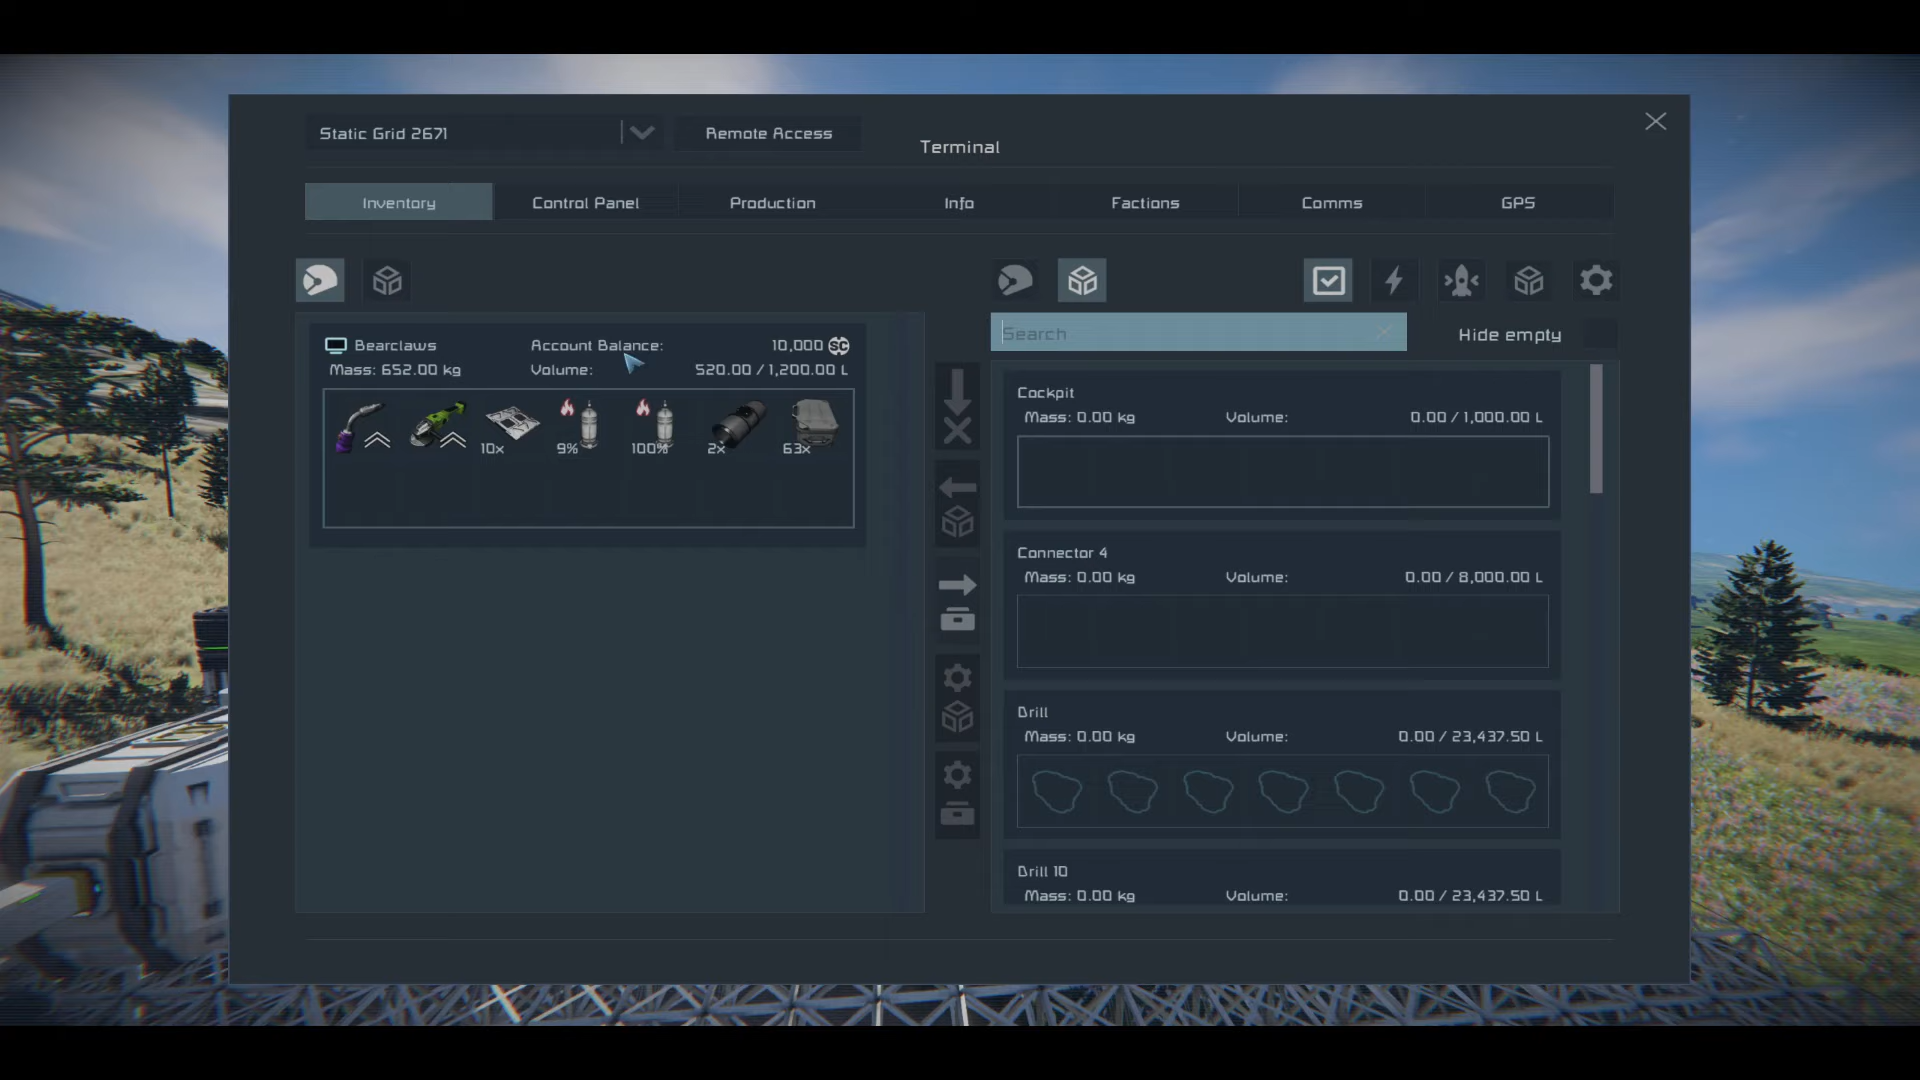 Static Grid 2671
Remote Access
Terminal
Inventory
Control Panel
Production
Info
Factions
Comms
GPS
Bearclaws
Account Balance:
10,000 SC
Mass: 652.00 kg
Volume:
520.00 / 1,200.00 L
10x
9%
100%
2x
63x
Search
Hide empty
Cockpit
Mass: 0.00 kg
Volume:
0.00 / 1,000.00 L
Connector 4
Mass: 0.00 kg
Volume:
0.00 / 8,000.00 L
Drill
Mass: 0.00 kg
Volume:
0.00 / 23,437.50 L
Drill 10
Mass: 0.00 kg
Volume:
0.00 / 23,437.50 L